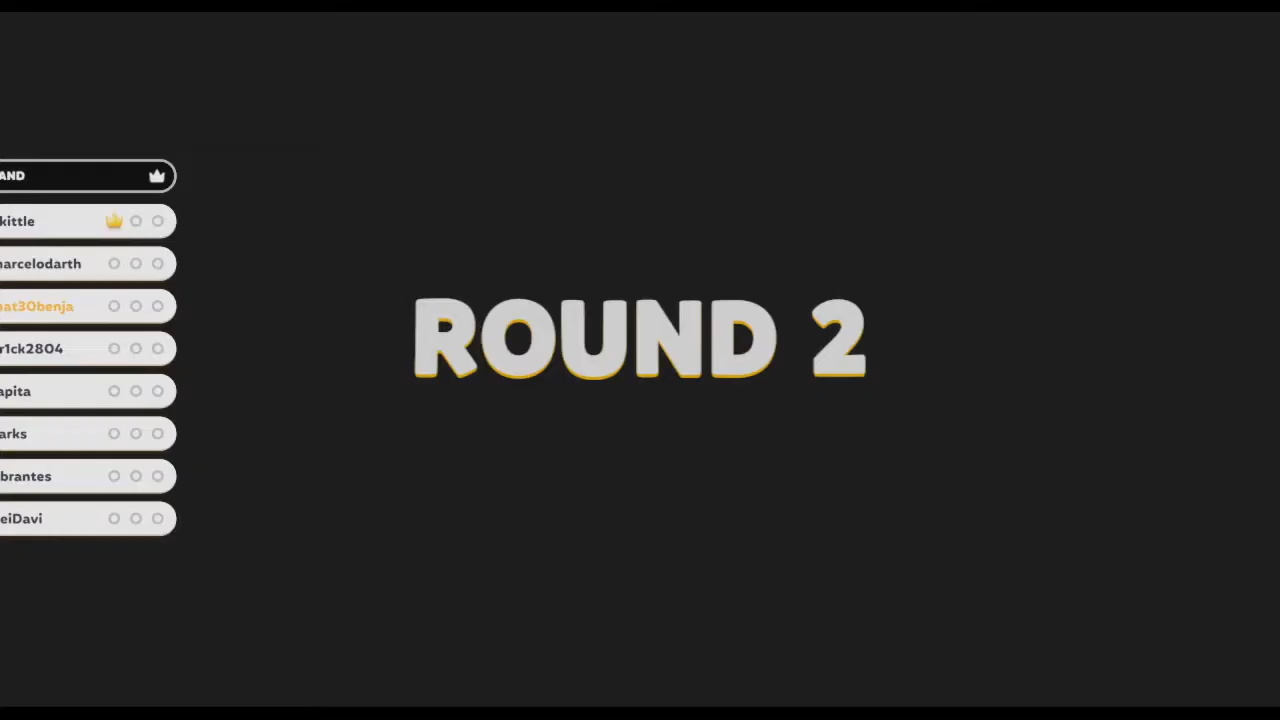 AND
kittle
arcelodarth
at30benja
r1ck2804
apita
arks
brantes
eiDavi
ROUND 2